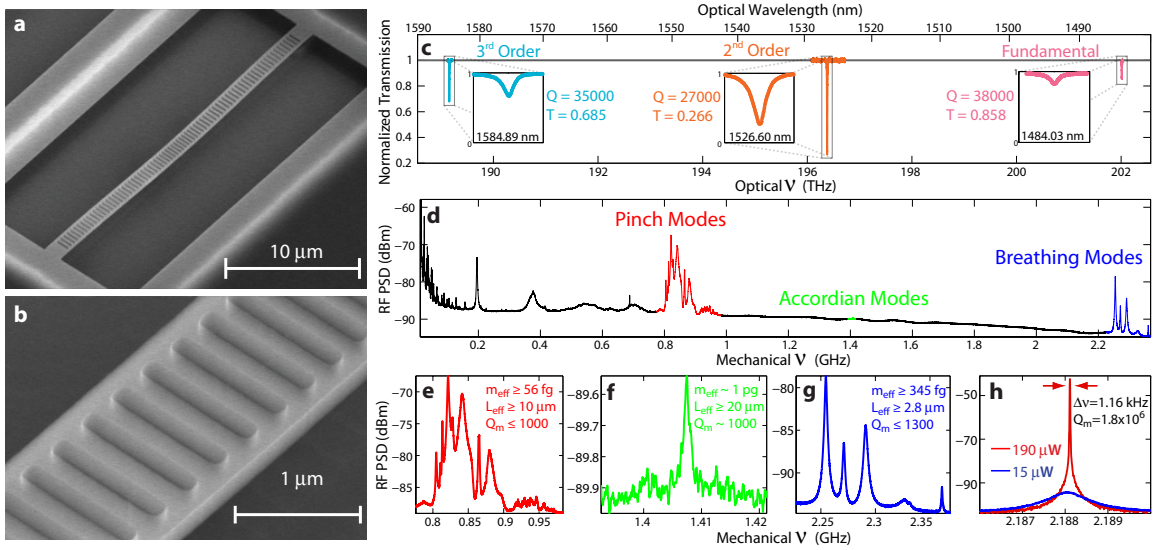 a
10 μm
b
1 μm
Optical Wavelength (nm)
1590 1580 1570 1560 1550 1540 1530 1520 1510 1500 1490
c
3rd Order
2nd Order
Fundamental
Normalized Transmission
1
0.8
0.6
0.4
0.2
1
0
Q = 35000
T = 0.685
1584.89 nm
Q = 27000
T = 0.266
1
0
1526.60 nm
Q = 38000
T = 0.858
1
0
1484.03 nm
190 192 194 196 198 200 202
Optical ν (THz)
d
RF PSD (dBm)
−60
−70
−80
−90
Pinch Modes
Accordian Modes
Breathing Modes
0.2 0.4 0.6 0.8 1 1.2 1.4 1.6 1.8 2.0 2.2
Mechanical ν (GHz)
e
RF PSD (dBm)
−70
−75
−80
−85
meff ≥ 56 fg
Leff ≥ 10 μm
Qm ≤ 1000
0.8 0.85 0.9 0.95
f
−89.6
−89.7
−89.8
−89.9
meff ~ 1 pg
Leff ≥ 20 μm
Qm ~ 1000
1.4 1.41 1.42
g
−80
−85
−90
meff ≥ 345 fg
Leff ≥ 2.8 μm
Qm ≤ 1300
2.25 2.3 2.35
h
−50
−70
−90
Δν=1.16 kHz
Qm=1.8x10⁶
190 μW
15 μW
2.187 2.188 2.189
Mechanical ν (GHz)